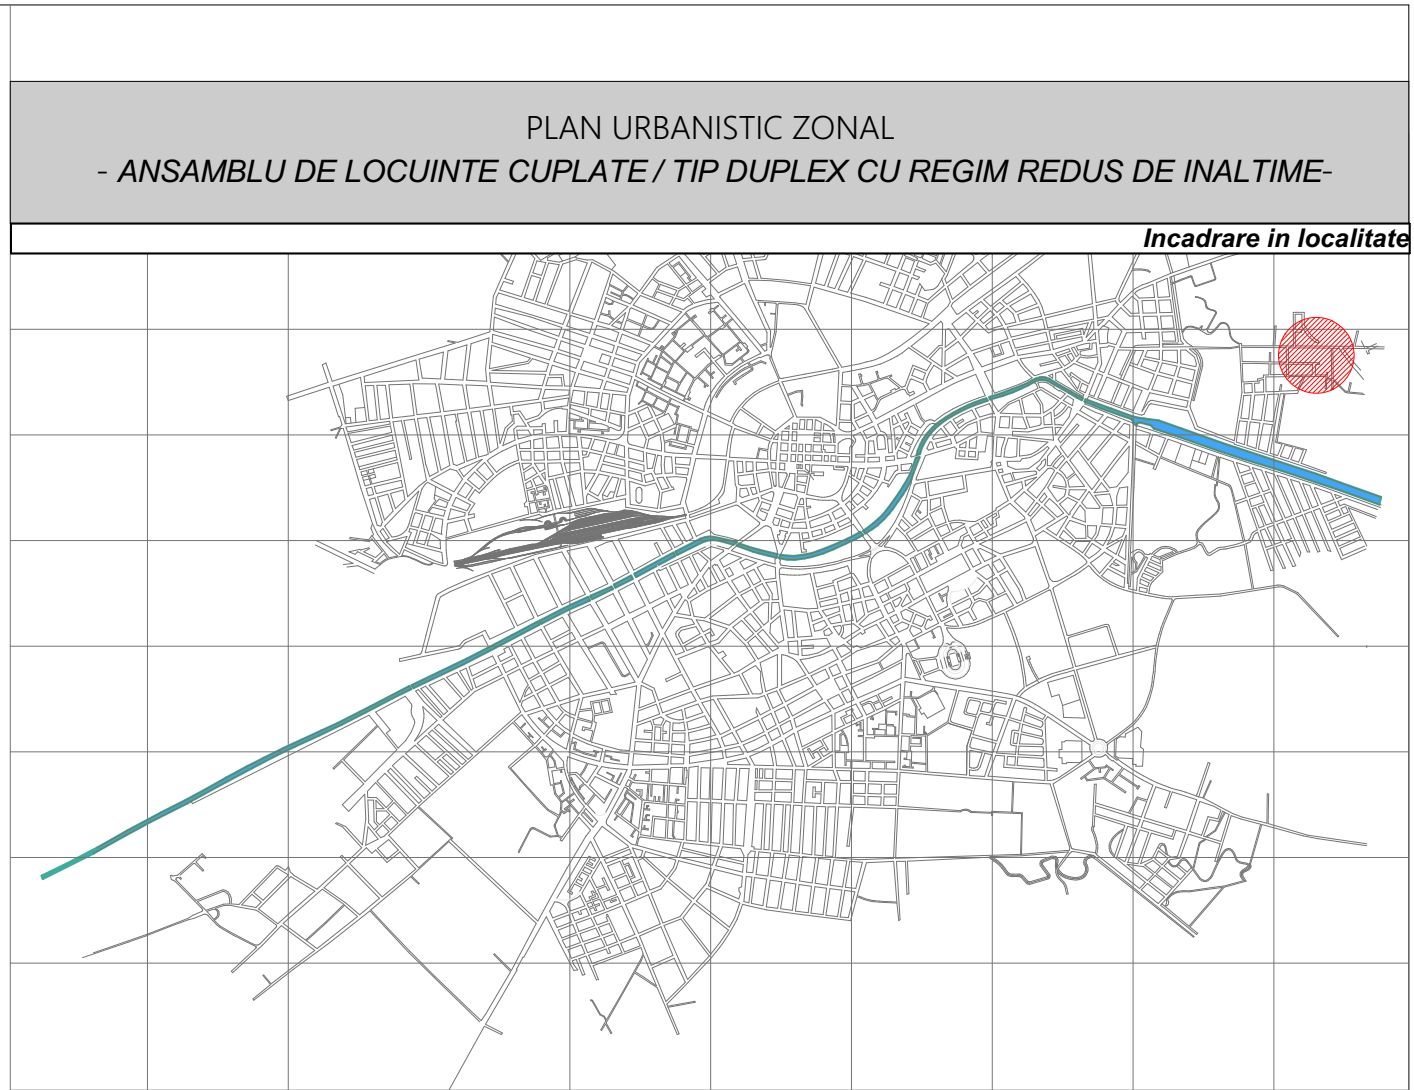 PLAN URBANISTIC ZONAL
- ANSAMBLU DE LOCUINTE CUPLATE / TIP DUPLEX CU REGIM REDUS DE INALTIME-
Incadrare in localitate